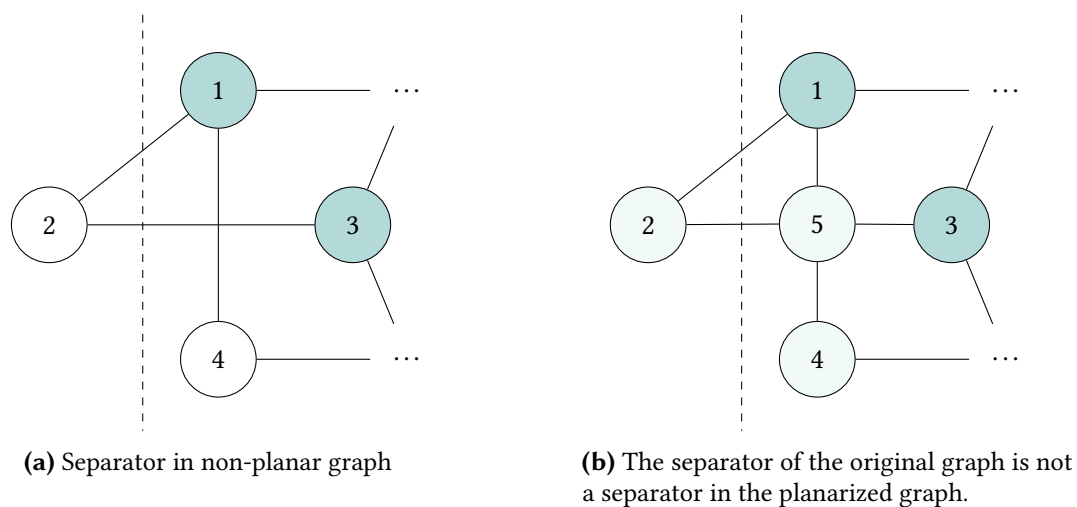 1 ...
2 3
4 ...
(a) Separator in non-planar graph
1 ...
2 5 3
4 ...
(b) The separator of the original graph is not
a separator in the planarized graph.